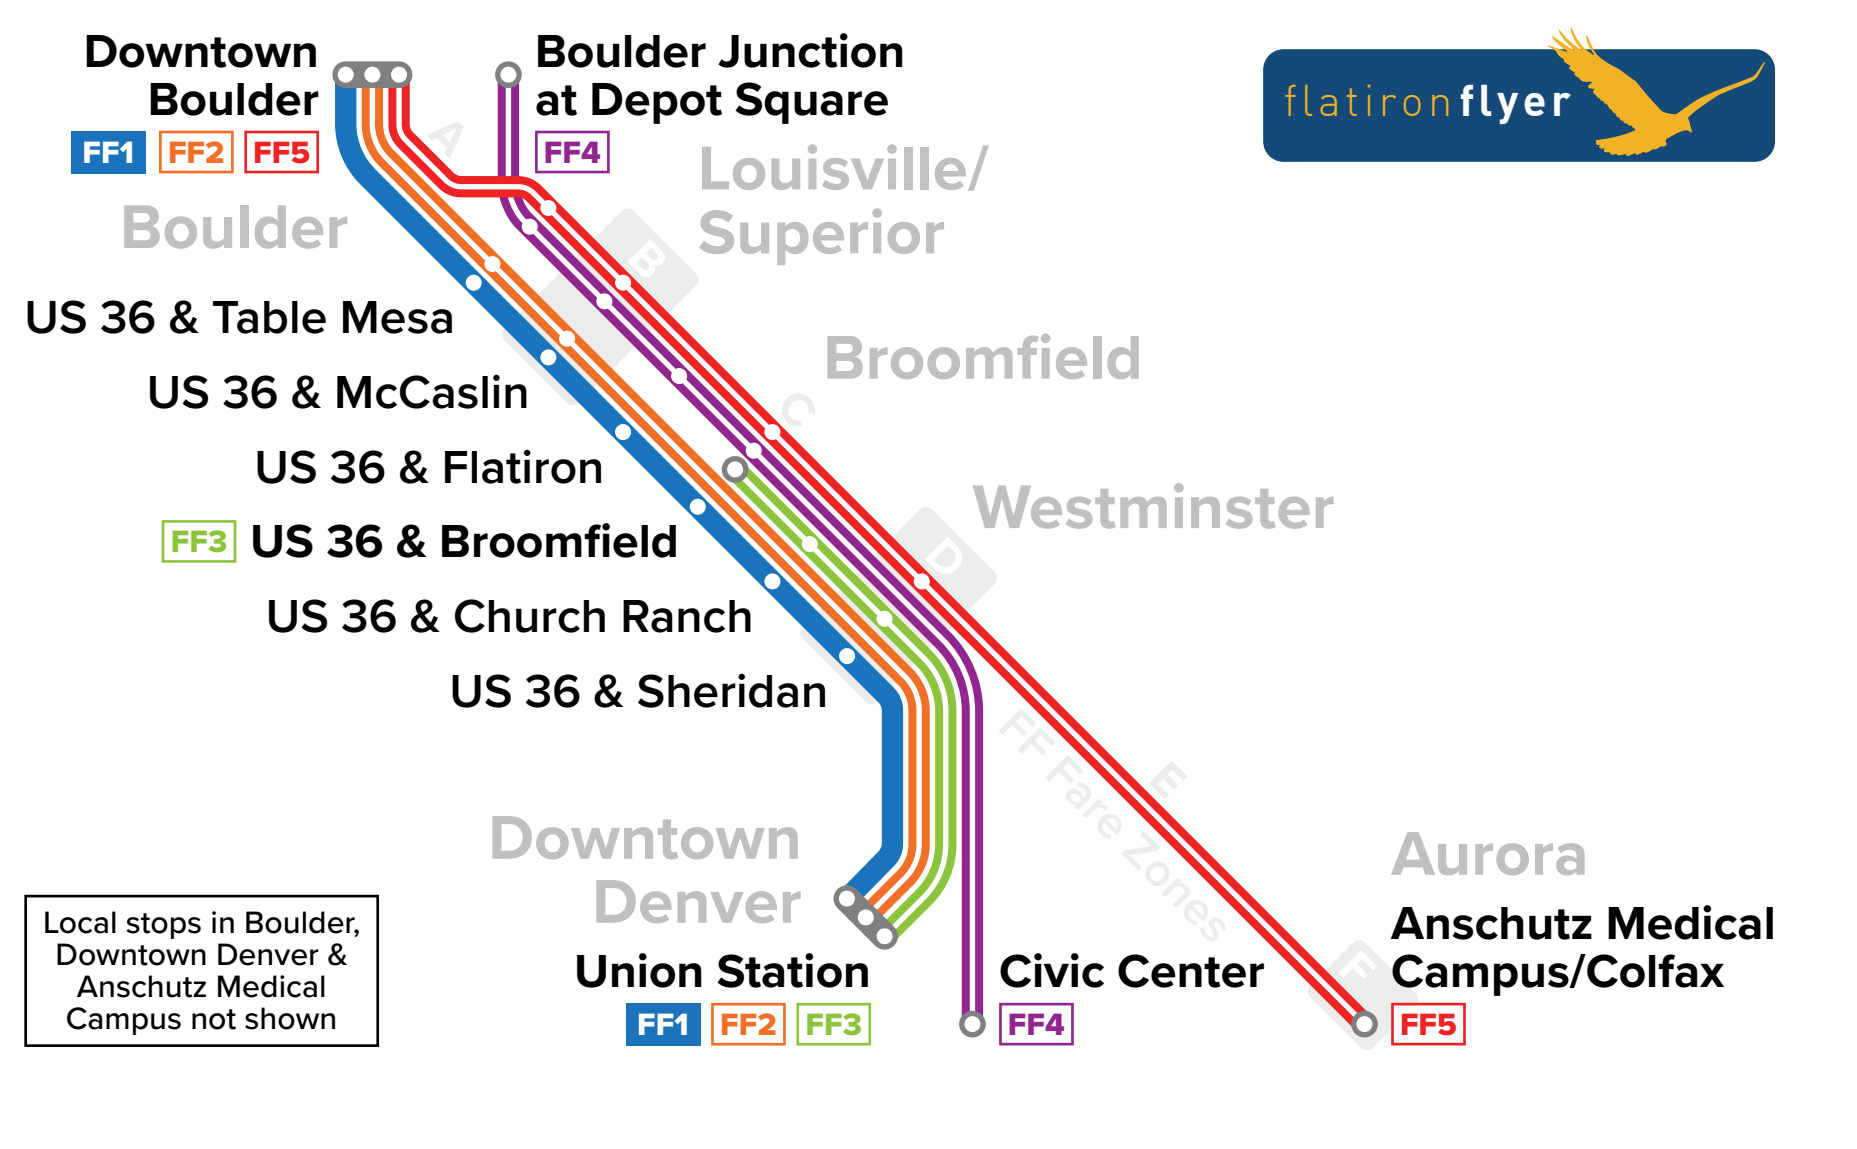 Downtown
Boulder
FF1 FF2 FF5
Boulder Junction
at Depot Square
FF4
flatironflyer
A
Boulder
Louisville/
Superior
B
US 36 & Table Mesa
US 36 & McCaslin
Broomfield
C
US 36 & Flatiron
Westminster
FF3 US 36 & Broomfield
D
US 36 & Church Ranch
US 36 & Sheridan
FF Fare Zones
E
Downtown
Denver
Union Station
FF1 FF2 FF3
Civic Center
FF4
Aurora
Anschutz Medical
Campus/Colfax
F
FF5
Local stops in Boulder,
Downtown Denver &
Anschutz Medical
Campus not shown